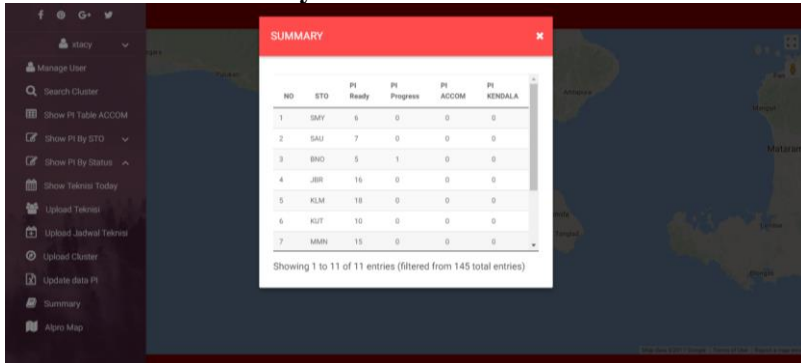 G+
xtacy
Manage User
Search Cluster
Show PI Table ACCOM
Show PI By STO
Show PI By Status
Show Teknisi Today
Upload Teknisi
Upload Jadwal Teknisi
Upload Cluster
Update data PI
Summary
Alpro Map
SUMMARY
NO STO PI Ready PI Progress PI ACCOM PI KENDALA
1 SMY 6 0 0 0
2 SAU 7 0 0 0
3 BNO 5 1 0 0
4 JBR 16 0 0 0
5 KLM 18 0 0 0
6 KUT 10 0 0 0
7 MMN 15 0 0 0
Showing 1 to 11 of 11 entries (filtered from 145 total entries)
Ampapura
Mataram